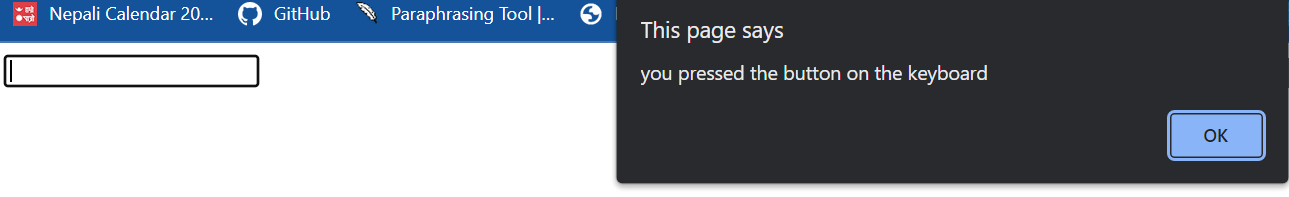 Nepali Calendar 20... GitHub Paraphrasing Tool |...
This page says
you pressed the button on the keyboard
OK